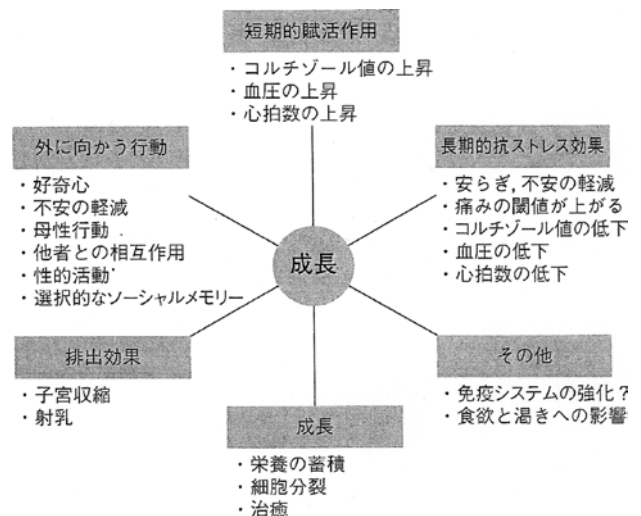 短期的賦活作用
・コルチゾール値の上昇
・血圧の上昇
・心拍数の上昇
外に向かう行動
・好奇心
・不安の軽減
・母性行動
・他者との相互作用
・性的活動
・選択的なソーシャルメモリー
長期的抗ストレス効果
・安らぎ,不安の軽減
・痛みの閾値が上がる
・コルチゾール値の低下
・血圧の低下
・心拍数の低下
成長
排出効果
・子宮収縮
・射乳
その他
・免疫システムの強化?
・食欲と渇きへの影響
成長
・栄養の蓄積
・細胞分裂
・治癒